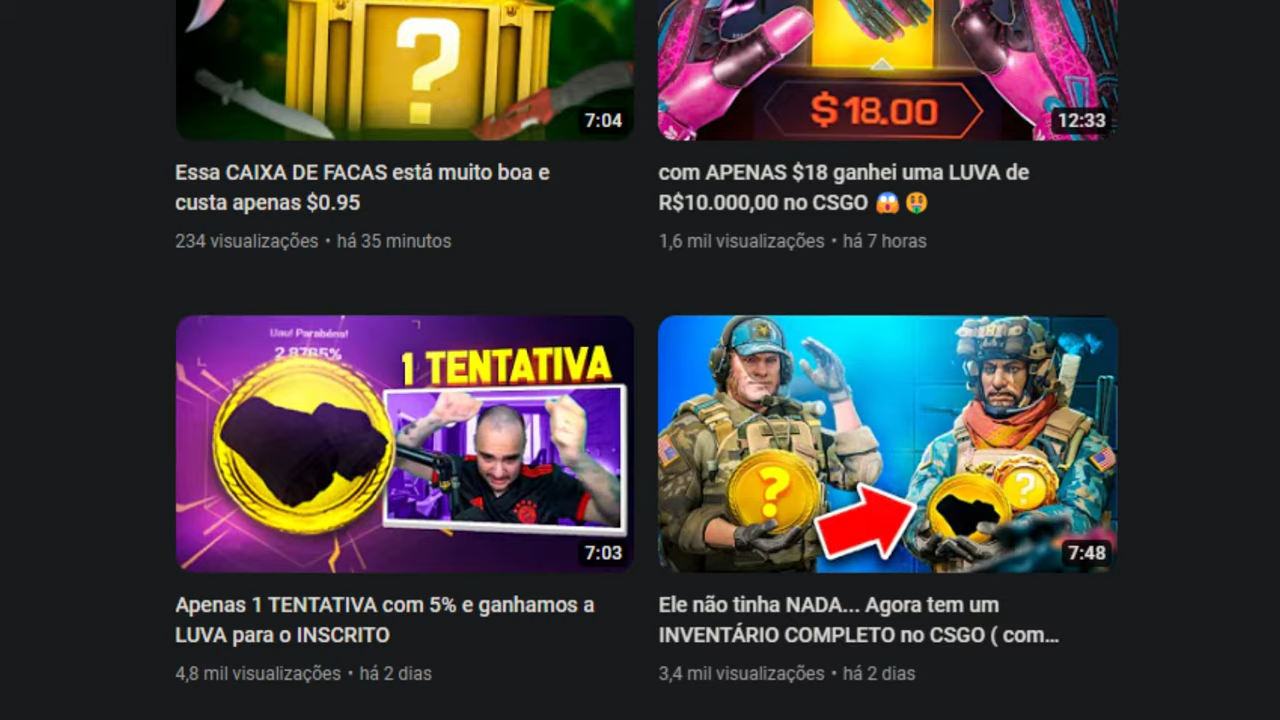 ?
7:04
$18.00
12:33
Essa CAIXA DE FACAS está muito boa e
custa apenas $0.95
234 visualizações • há 35 minutos
com APENAS $18 ganhei uma LUVA de
R$10.000,00 no CSGO 😱 🤑
1,6 mil visualizações • há 7 horas
Uau! Parabéns!
2.8765%
1 TENTATIVA
7:03
?
?
7:48
Apenas 1 TENTATIVA com 5% e ganhamos a
LUVA para o INSCRITO
4,8 mil visualizações • há 2 dias
Ele não tinha NADA... Agora tem um
INVENTÁRIO COMPLETO no CSGO ( com...
3,4 mil visualizações • há 2 dias